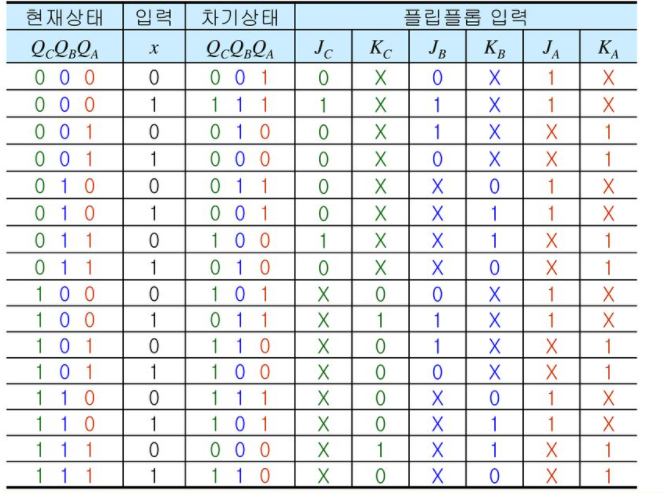 현재상태 입력 차기상태 플립플롭 입력
Q_CQ_BQ_A x Q_CQ_BQ_A J_C K_C J_B K_B J_A K_A
0 0 0 0 0 0 1 0 X 0 X 1 X
0 0 0 1 1 1 1 1 X 1 X 1 X
0 0 1 0 0 1 0 0 X 1 X X 1
0 0 1 1 0 0 0 0 X 0 X X 1
0 1 0 0 0 1 1 0 X X 0 1 X
0 1 0 1 0 0 1 0 X X 1 1 X
0 1 1 0 1 0 0 1 X X 1 X 1
0 1 1 1 0 1 0 0 X X 0 X 1
1 0 0 0 1 0 1 X 0 0 X 1 X
1 0 0 1 0 1 1 X 1 1 X 1 X
1 0 1 0 1 1 0 X 0 1 X X 1
1 0 1 1 1 0 0 X 0 0 X X 1
1 1 0 0 1 1 1 X 0 X 0 1 X
1 1 0 1 1 0 1 X 0 X 1 1 X
1 1 1 0 0 0 0 X 1 X 1 X 1
1 1 1 1 1 1 0 X 0 X 0 X 1